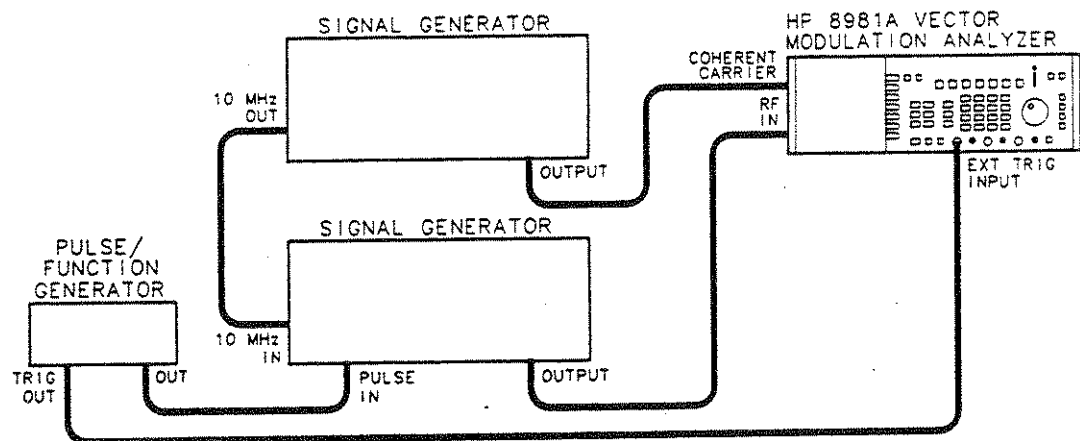 SIGNAL GENERATOR
HP 8981A VECTOR
MODULATION ANALYZER
COHERENT
CARRIER
10 MHz
OUT
RF
IN
OUTPUT
EXT TRIG
INPUT
SIGNAL GENERATOR
PULSE/
FUNCTION
GENERATOR
10 MHz
IN
TRIG
OUT
OUT
PULSE
IN
OUTPUT